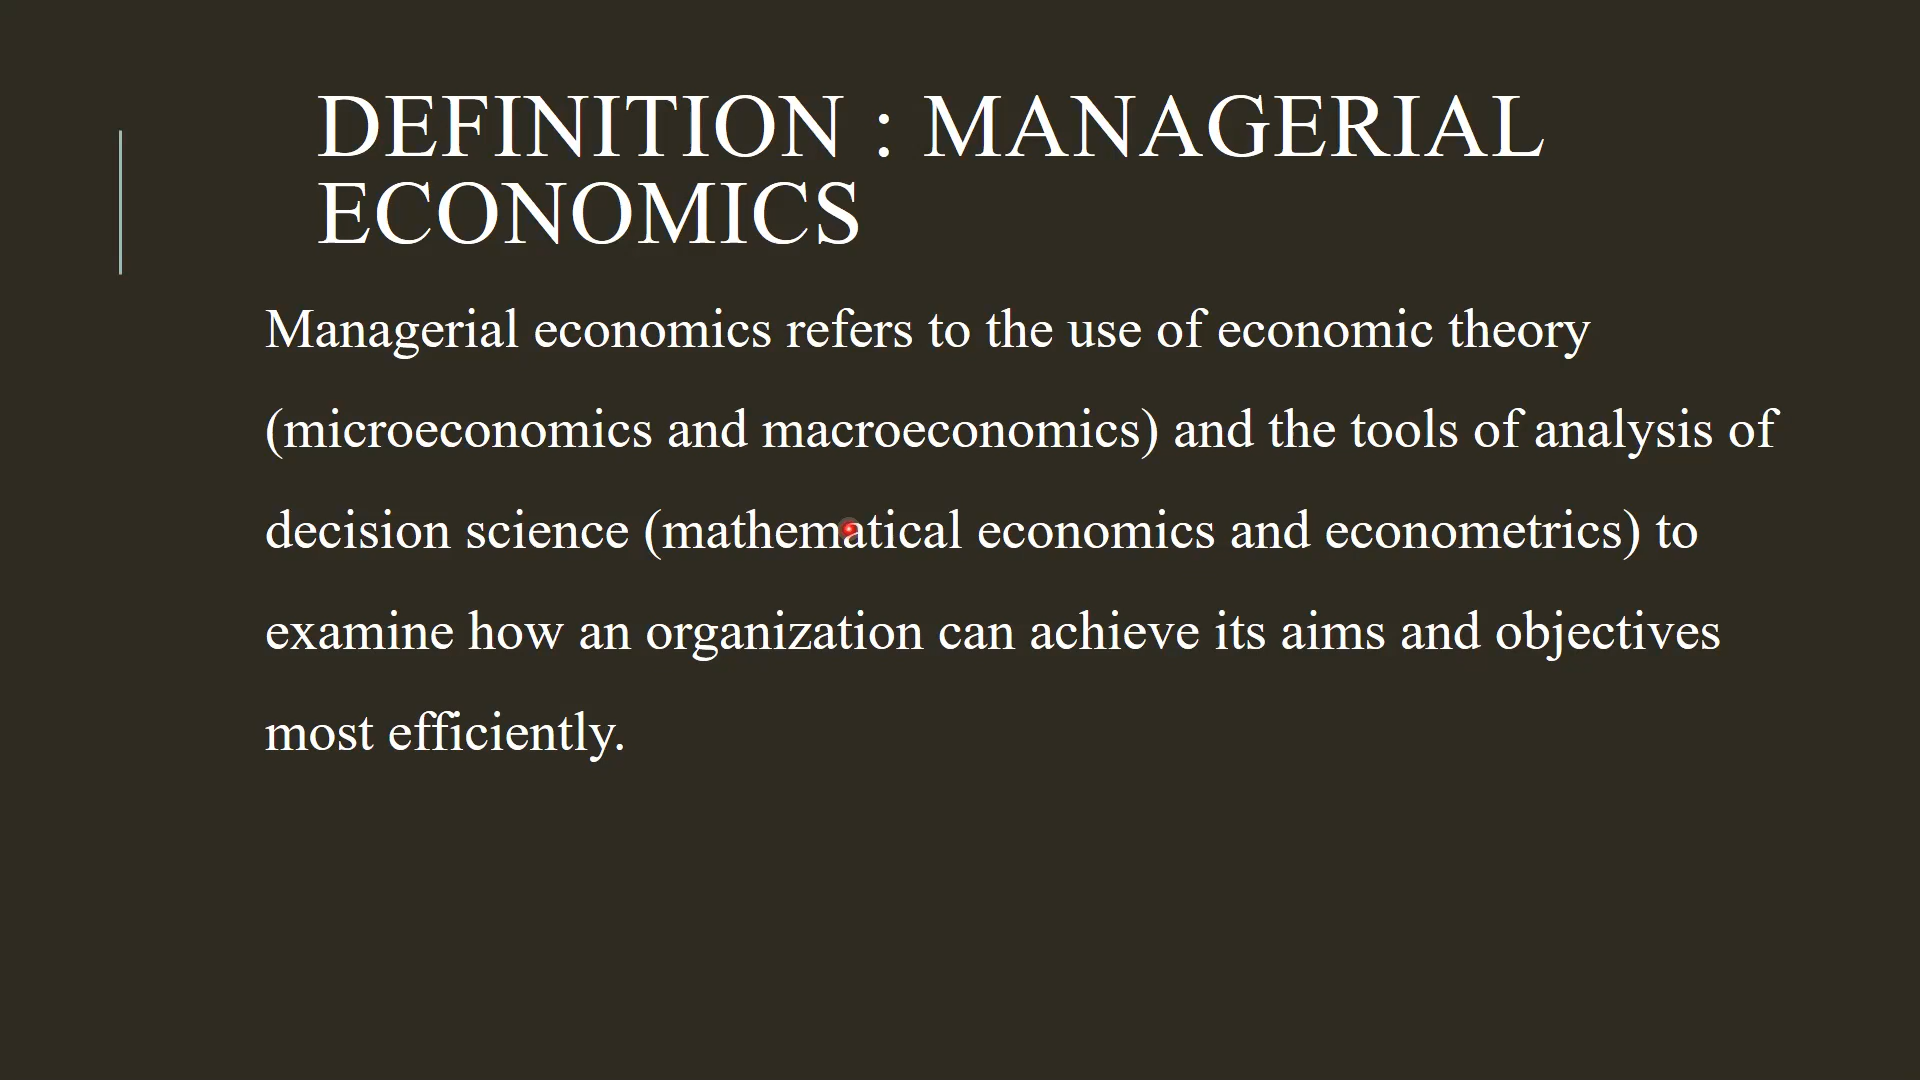 DEFINITION : MANAGERIAL
ECONOMICS
Managerial economics refers to the use of economic theory
(microeconomics and macroeconomics) and the tools of analysis of
decision science (mathematical economics and econometrics) to
examine how an organization can achieve its aims and objectives
most efficiently.